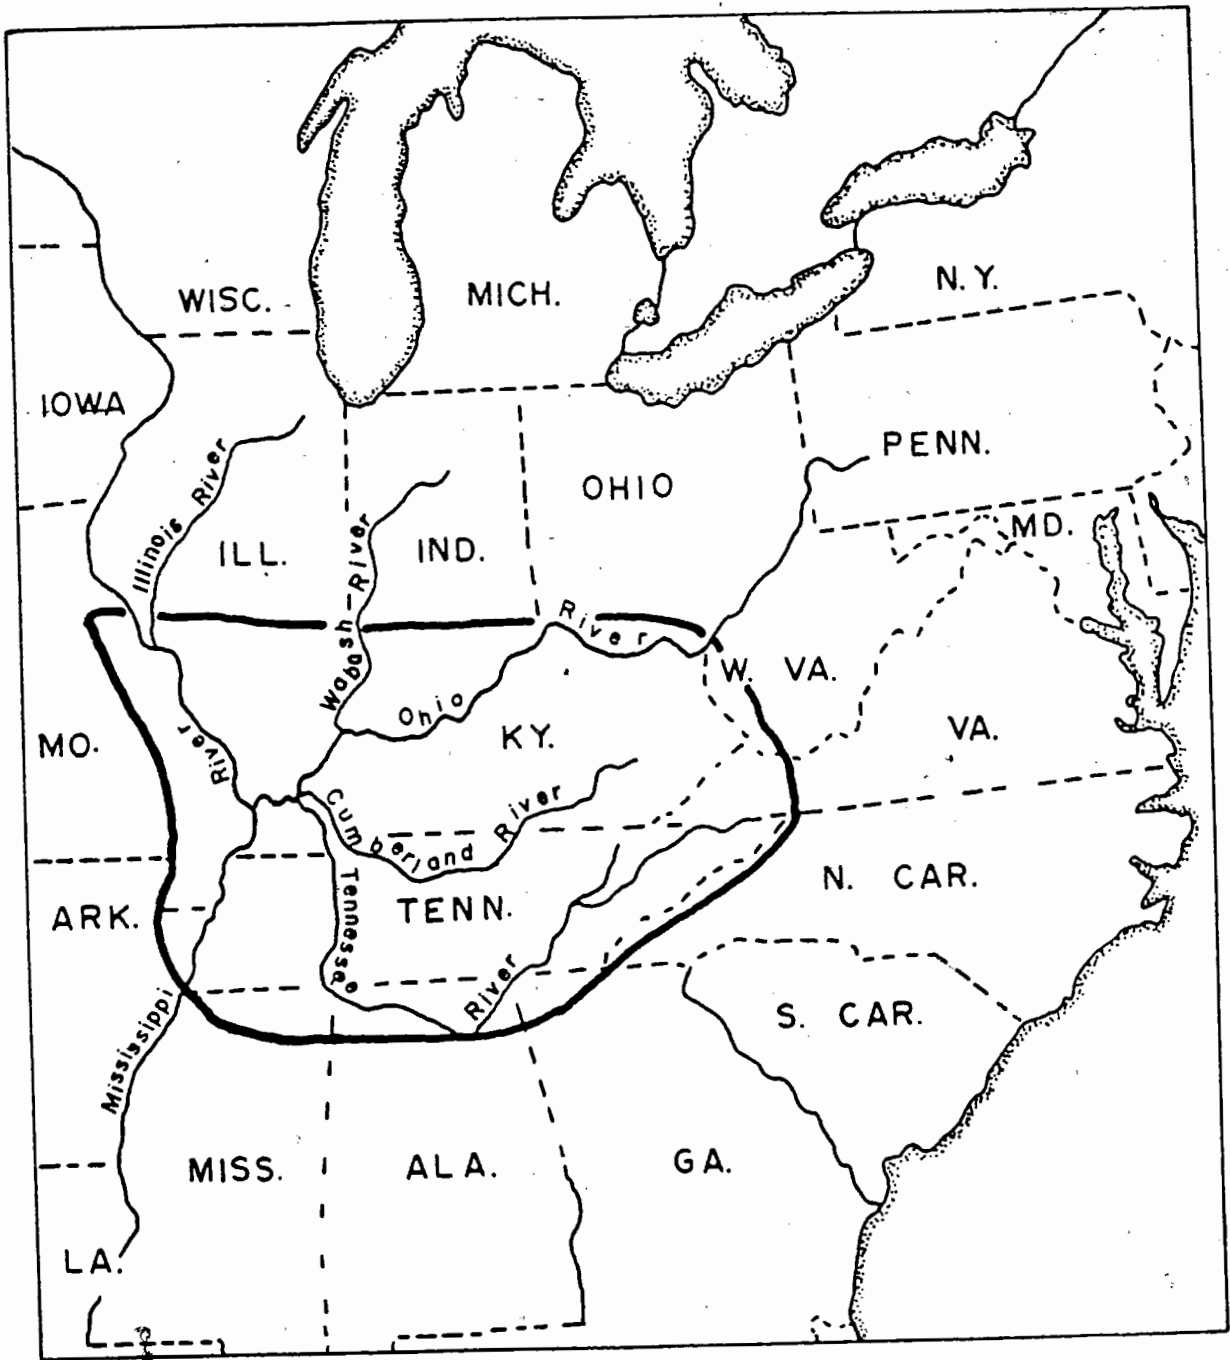 WISC.
MICH.
N.Y.
IOWA
PENN.
OHIO
Illinois River
ILL.
Wabash River
IND.
MD.
Ohio River
W. VA.
MO.
River
KY.
VA.
Cumberland River
N. CAR.
ARK.
Tennessee River
TENN.
S. CAR.
Mississippi
MISS.
ALA.
GA.
LA.